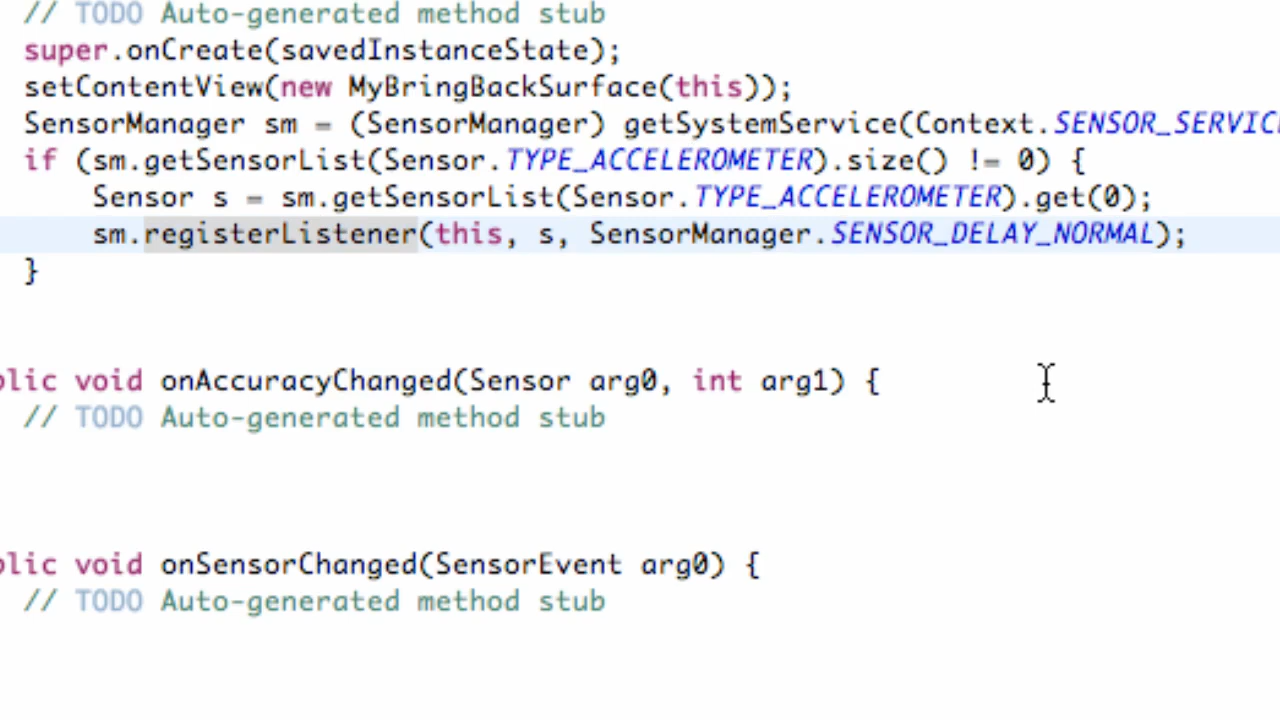 // TODO Auto-generated method stub
super.onCreate(savedInstanceState);
setContentView(new MyBringBackSurface(this));
SensorManager sm = (SensorManager) getSystemService(Context.SENSOR_SERVIC
if (sm.getSensorList(Sensor.TYPE_ACCELEROMETER).size() != 0) {
Sensor s = sm.getSensorList(Sensor.TYPE_ACCELEROMETER).get(0);
sm.registerListener(this, s, SensorManager.SENSOR_DELAY_NORMAL);
}
blic void onAccuracyChanged(Sensor arg0, int arg1) {
// TODO Auto-generated method stub
blic void onSensorChanged(SensorEvent arg0) {
// TODO Auto-generated method stub